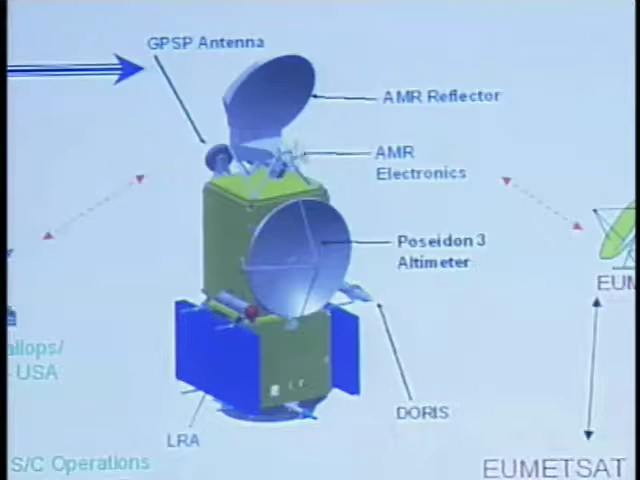 GPSP Antenna
AMR Reflector
AMR
Electronics
Poseidon 3
Altimeter
EUM
allops/
- USA
DORIS
LRA
S/C Operations
EUMETSAT